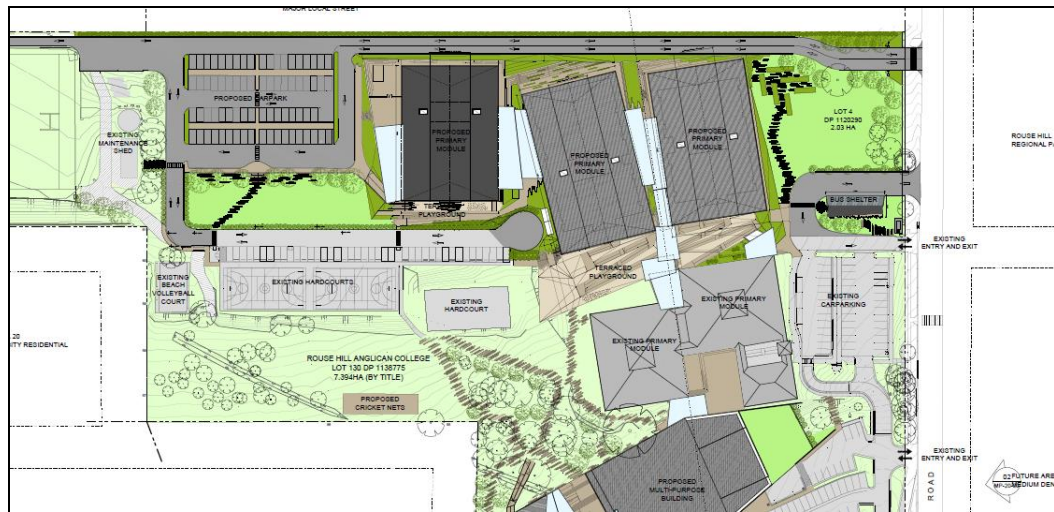 MAJOR LOCAL STREET
PROPOSED CARPARK
EXISTING
MAINTENANCE
SHED
PROPOSED
PRIMARY
MODULE
PROPOSED
PRIMARY
MODULE
PROPOSED
PRIMARY
MODULE
LOT 4
DP 1120290
2.03 HA
ROUSE HILL
REGIONAL
BUS SHELTER
TERRACED
PLAYGROUND
EXISTING
ENTRY AND EXIT
TERRACED
PLAYGROUND
EXISTING
BEACH
VOLLEYBALL
COURT
EXISTING HARDCOURTS
EXISTING
HARDCOURT
EXISTING PRIMARY
MODULE
EXISTING
CARPARKING
20
ITY RESIDENTIAL
EXISTING PRIMARY
MODULE
ROUSE HILL ANGLICAN COLLEGE
LOT 130 DP 1138775
7.394HA (BY TITLE)
PROPOSED
CRICKET NETS
EXISTING
ENTRY AND EXIT
PROPOSED
MULTI-PURPOSE
BUILDING
ROAD
FUTURE
MEDIUM